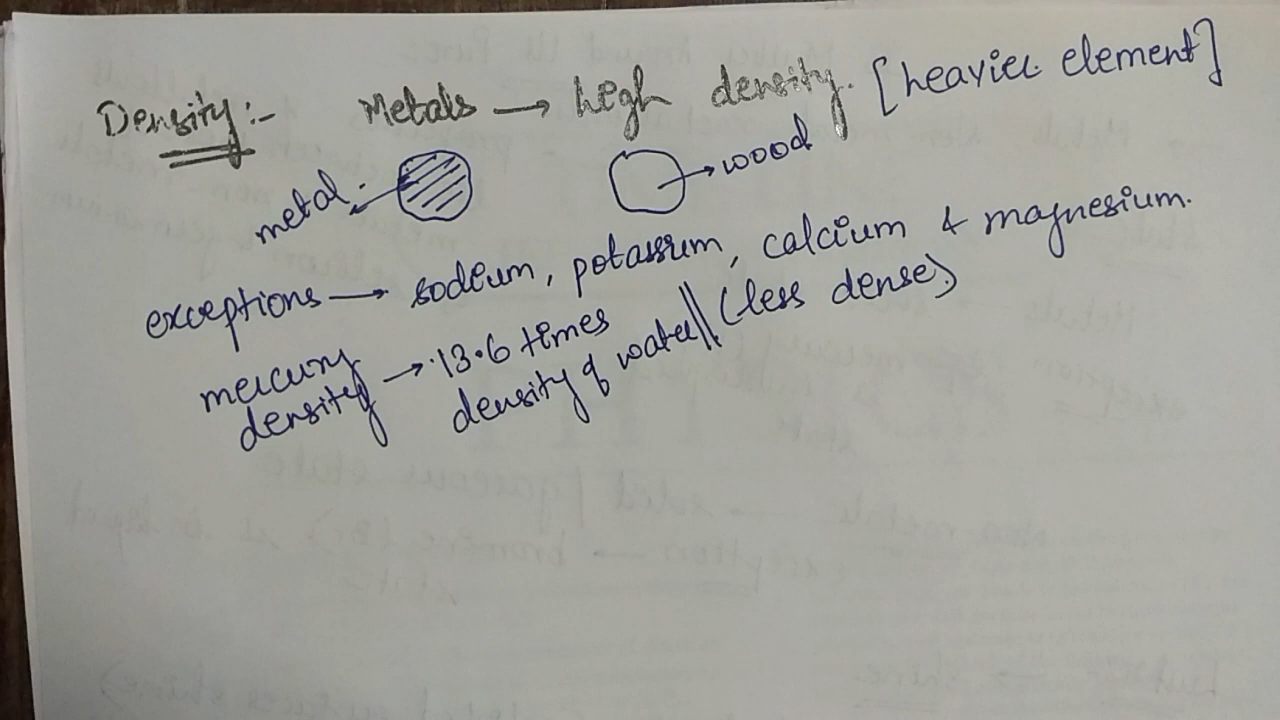 Density:- Metals → high density. [heavier element]
metal. wood
exceptions → sodium, potassium, calcium & magnesium.
(less dense)
mercury density → 13.6 times density of water